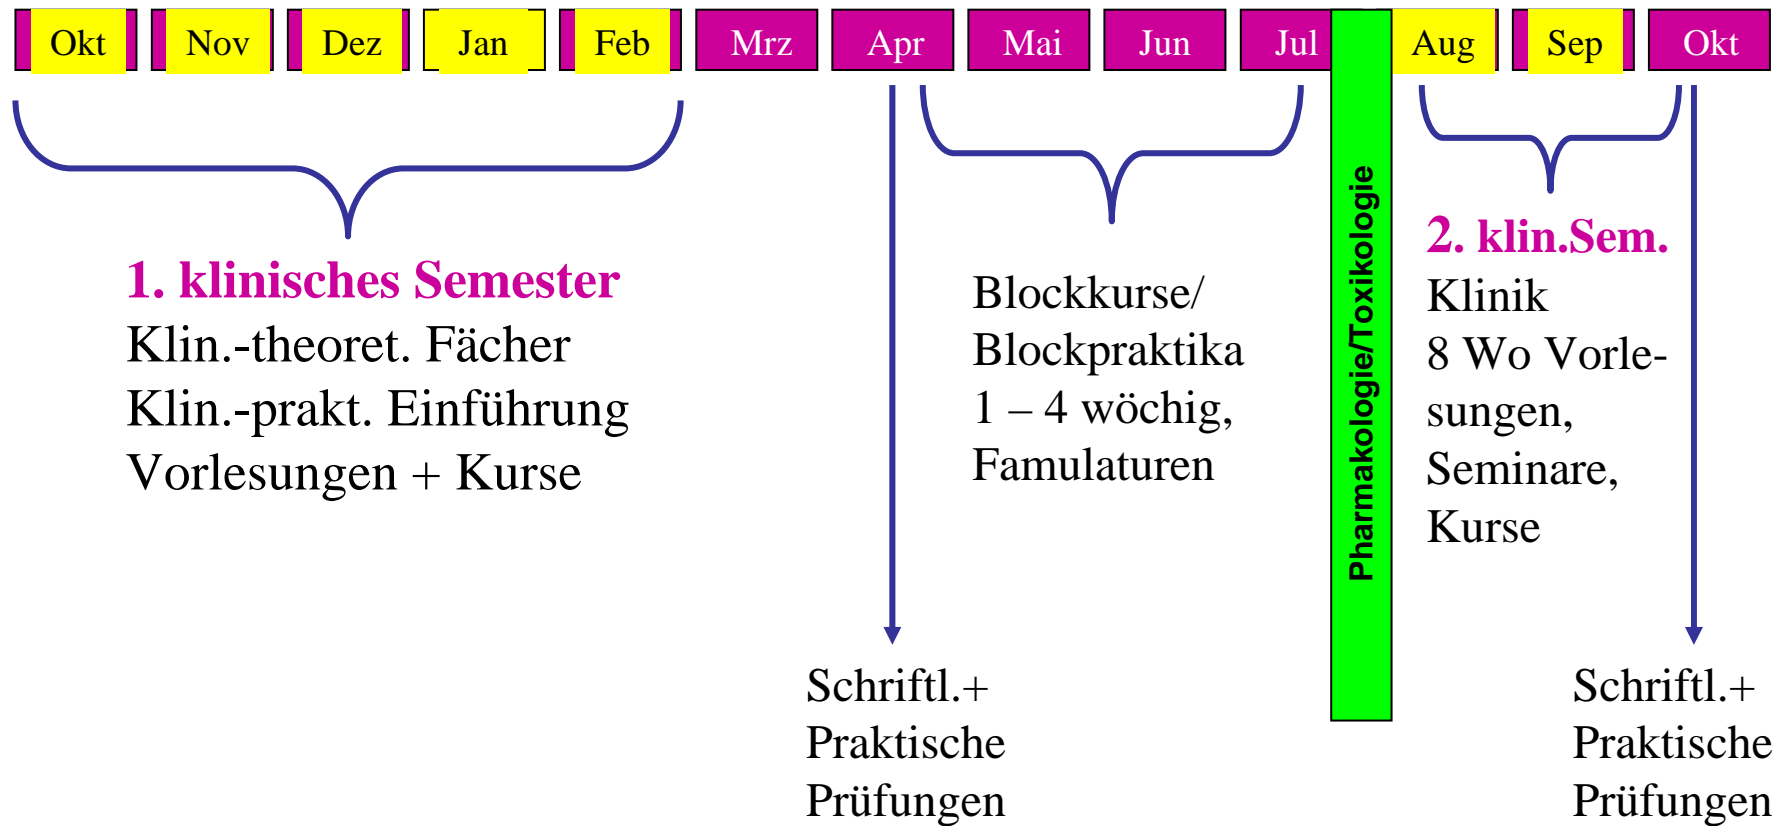 Okt Nov Dez Jan Feb Mrz Apr Mai Jun Jul Aug Sep Okt
1. klinisches Semester
Klin.-theoret. Fächer
Klin.-prakt. Einführung
Vorlesungen + Kurse
Schriftl.+
Praktische
Prüfungen
Blockkurse/
Blockpraktika
1 – 4 wöchig,
Famulaturen
Pharmakologie/Toxikologie
2. klin.Sem.
Klinik
8 Wo Vorle-
sungen,
Seminare,
Kurse
Schriftl.+
Praktische
Prüfungen